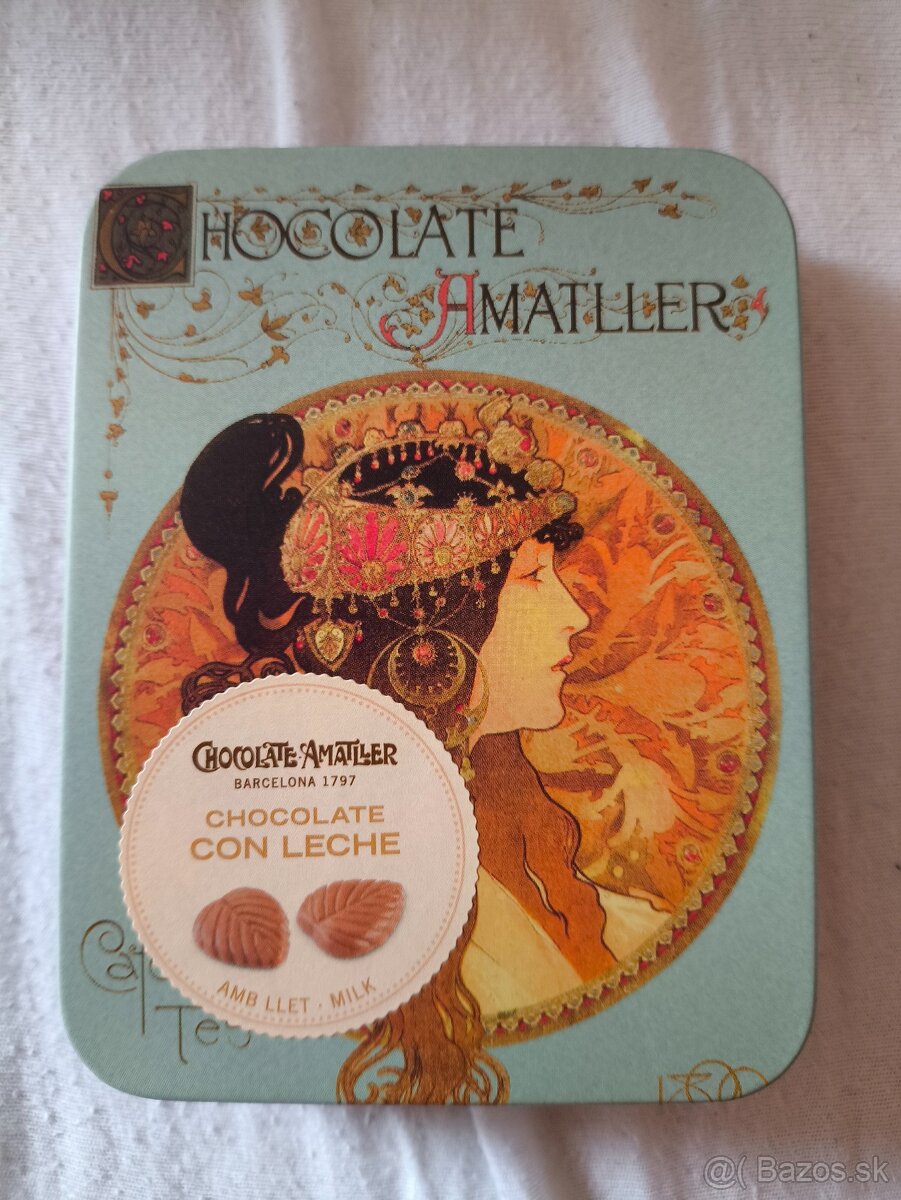 CHOCOLATE
AMATLLER
CHOCOLATE·AMATLLER
BARCELONA 1797
CHOCOLATE
CON LECHE
AMB LLET · MILK
@( Bazos.sk